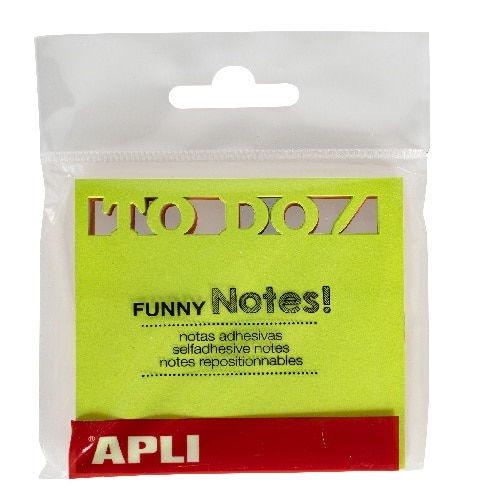 TO DO
FUNNY Notes!
notas adhesivas
selfadhesive notes
notes repositionnables
®APLI